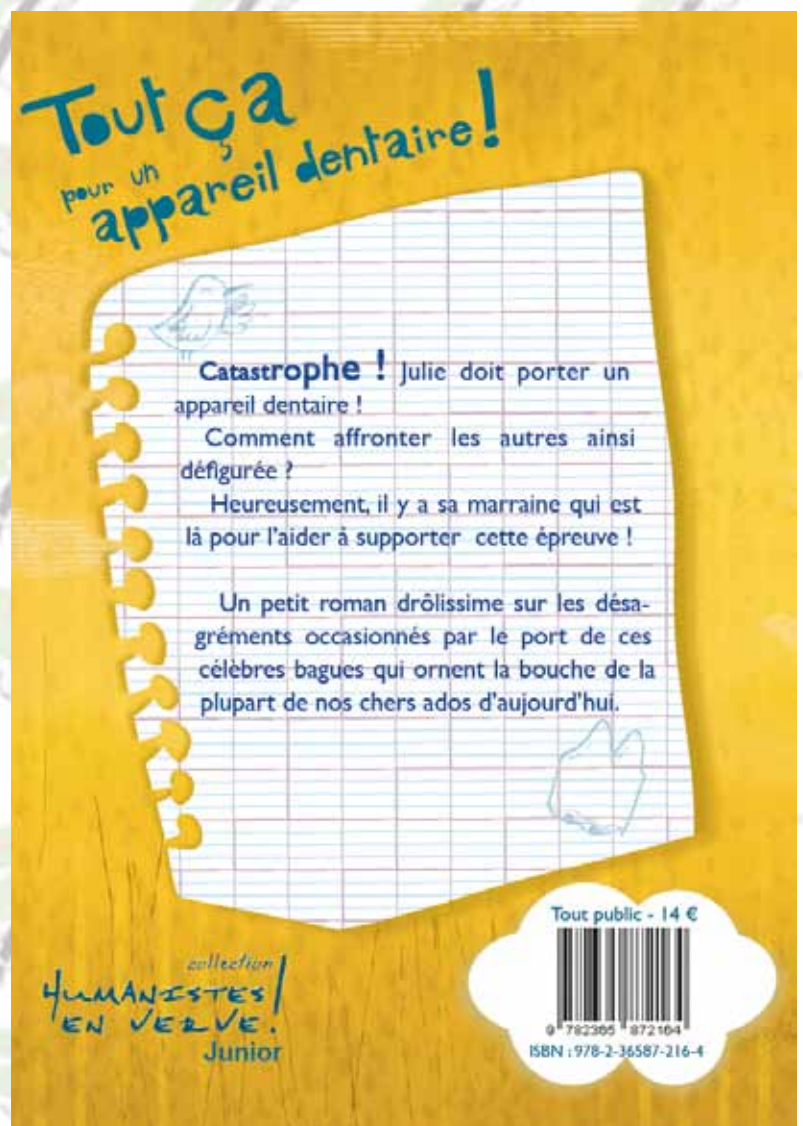 Tout ça
pour un
appareil dentaire !
Catastrophe ! Julie doit porter un
appareil dentaire !
Comment affronter les autres ainsi
défigurée ?
Heureusement, il y a sa marraine qui est
là pour l'aider à supporter cette épreuve !
Un petit roman drôlissime sur les désa-
gréments occasionnés par le port de ces
célèbres bagues qui ornent la bouche de la
plupart de nos chers ados d'aujourd'hui.
collection
HUMANISTES
EN VERVE !
Junior
Tout public - 14 €
9 782365 872164
ISBN : 978-2-36587-216-4